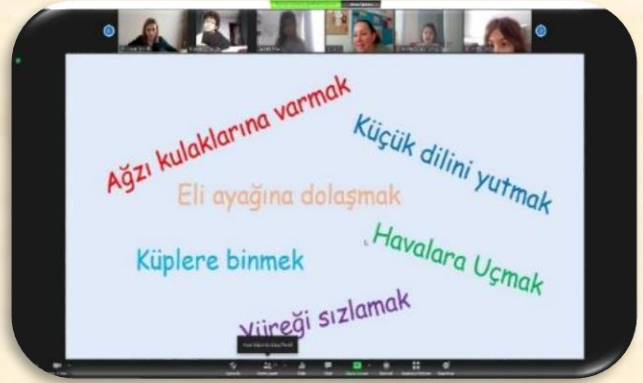 Ağzı kulaklarına varmak
Küçük dilini yutmak
Eli ayağına dolaşmak
Havalara Uçmak
Küplere binmek
Yüreği sızlamak